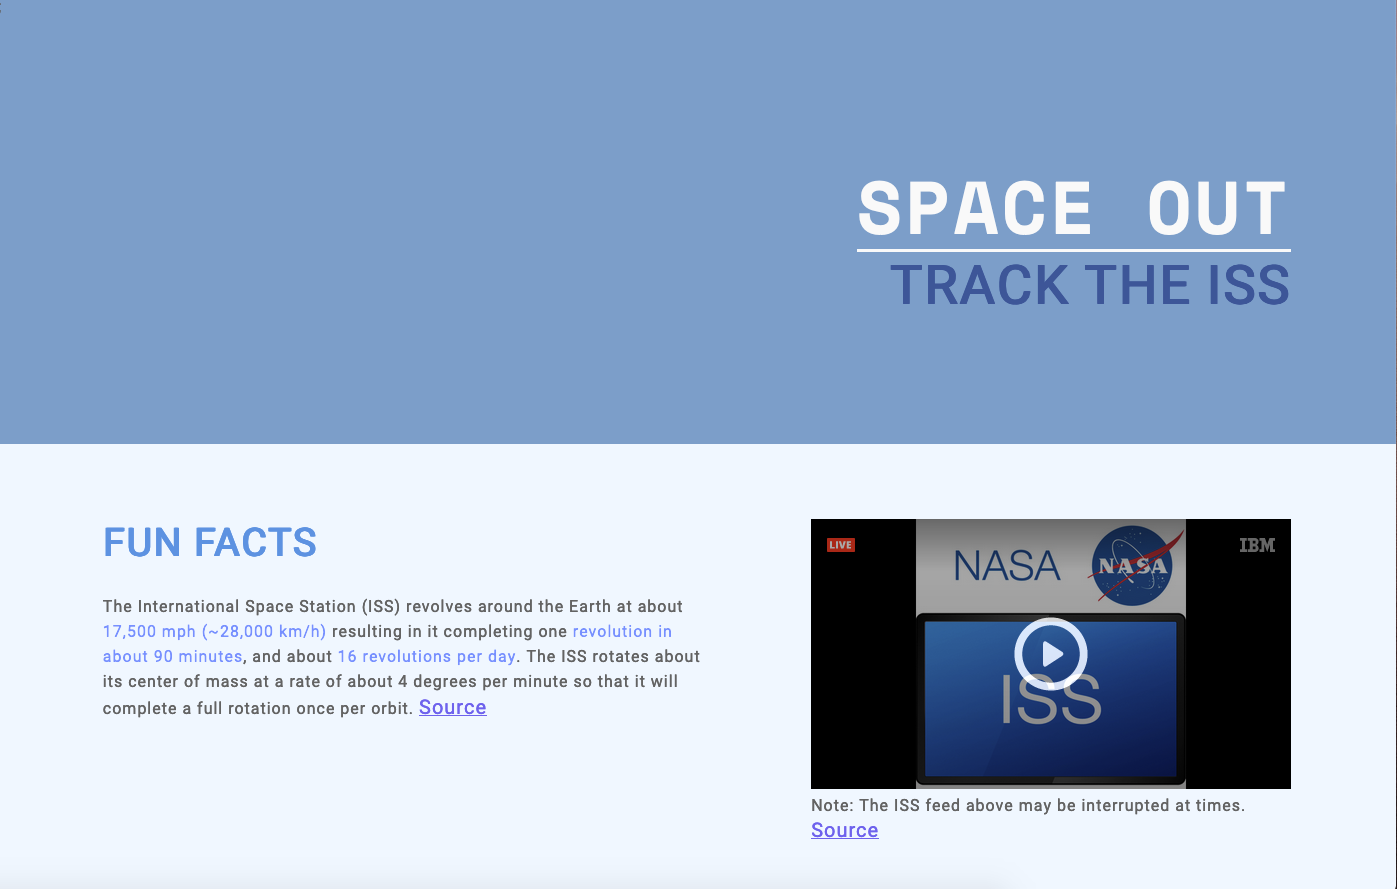 SPACE OUT
TRACK THE ISS
FUN FACTS
The International Space Station (ISS) revolves around the Earth at about
17,500 mph (~28,000 km/h) resulting in it completing one revolution in
about 90 minutes, and about 16 revolutions per day. The ISS rotates about
its center of mass at a rate of about 4 degrees per minute so that it will
complete a full rotation once per orbit. Source
LIVE
IBM
NASA
NASA
ISS
Note: The ISS feed above may be interrupted at times.
Source